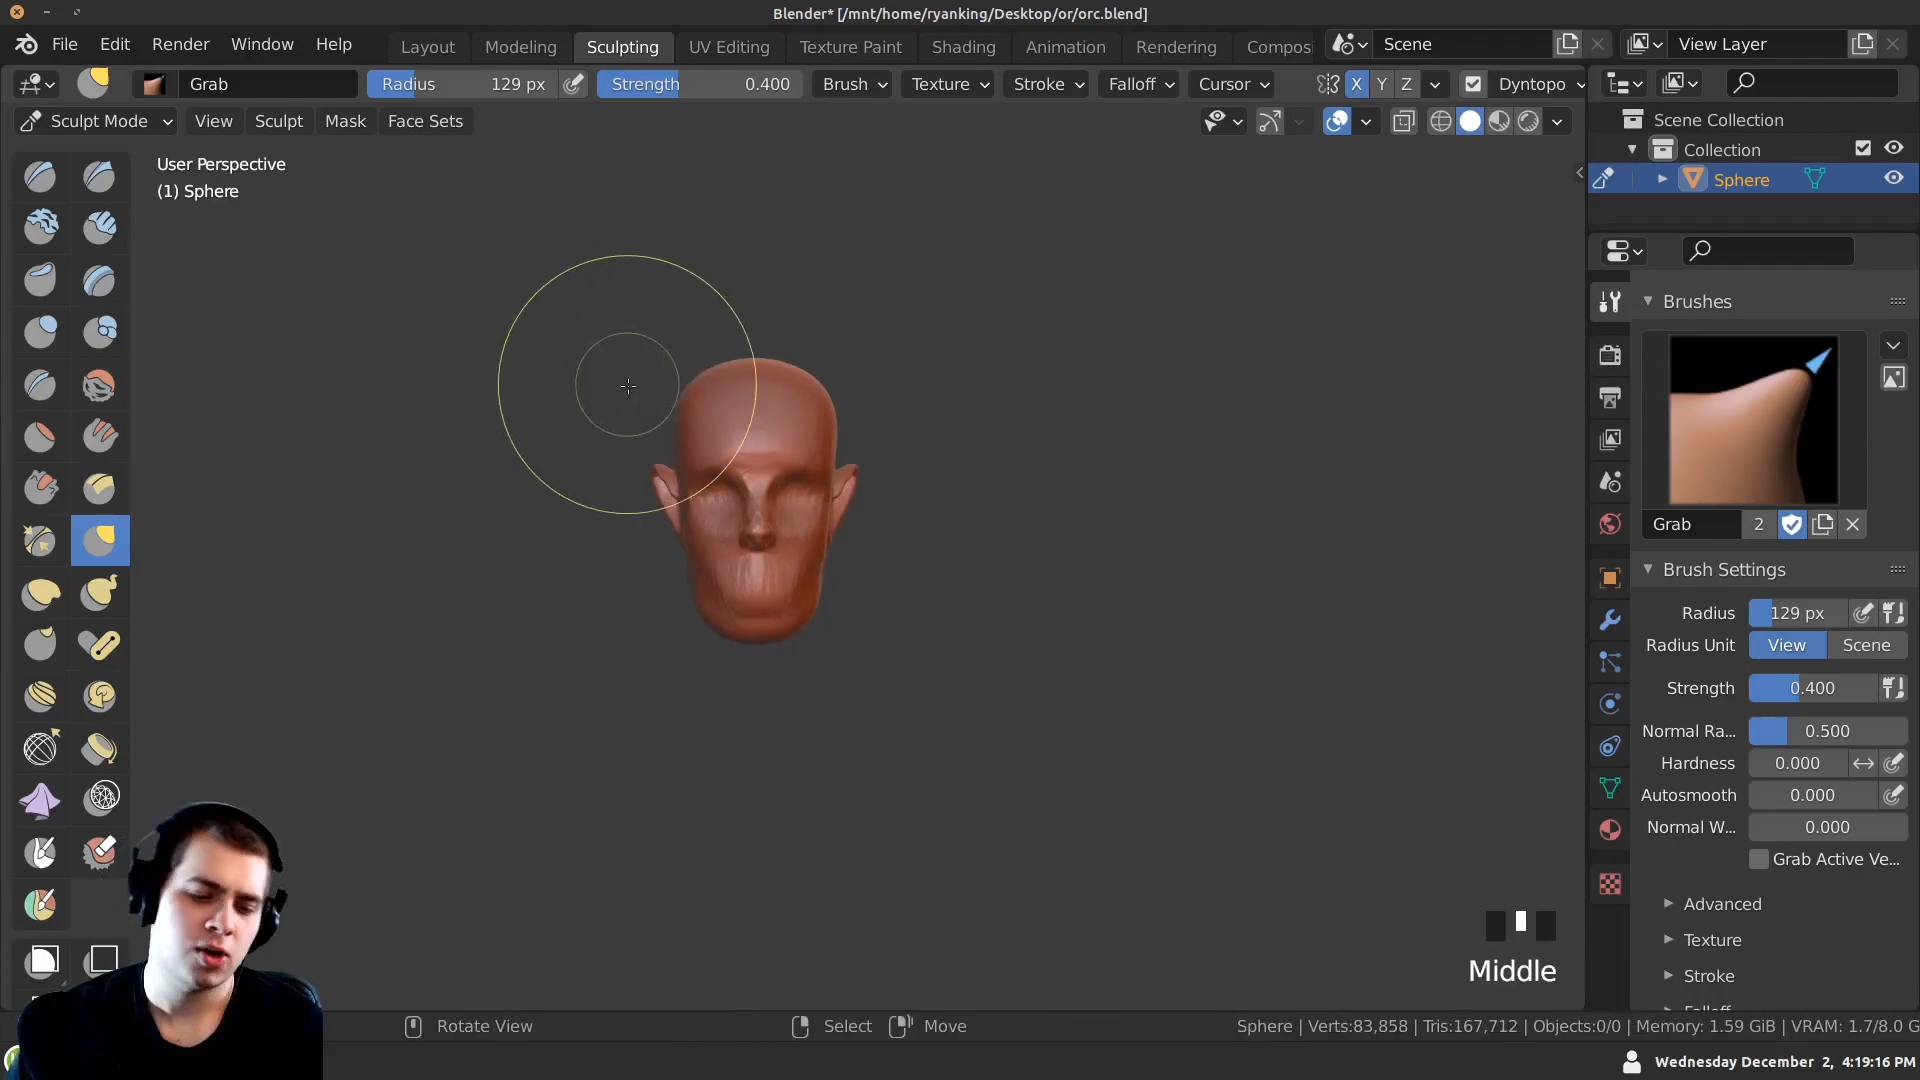 Blender* [/mnt/home/ryanking/Desktop/or/orc.blend]
File Edit Render Window Help Layout Modeling Sculpting UV Editing Texture Paint Shading Animation Rendering Compos Scene View Layer
Grab Radius 129 px Strength 0.400 Brush Texture Stroke Falloff Cursor X Y Z Dyntopo
Sculpt Mode View Sculpt Mask Face Sets
Scene Collection
Collection
Sphere
User Perspective
(1) Sphere
Brushes
Grab 2
Brush Settings
Radius 129 px
Radius Unit View Scene
Strength 0.400
Normal Ra... 0.500
Hardness 0.000
Autosmooth 0.000
Normal W... 0.000
Grab Active Ve...
Advanced
Texture
Stroke
Middle
Rotate View Select Move Sphere | Verts:83,858 | Tris:167,712 | Objects:0/0 | Memory: 1.59 GiB | VRAM: 1.7/8.0 G
Wednesday December 2, 4:19:16 PM